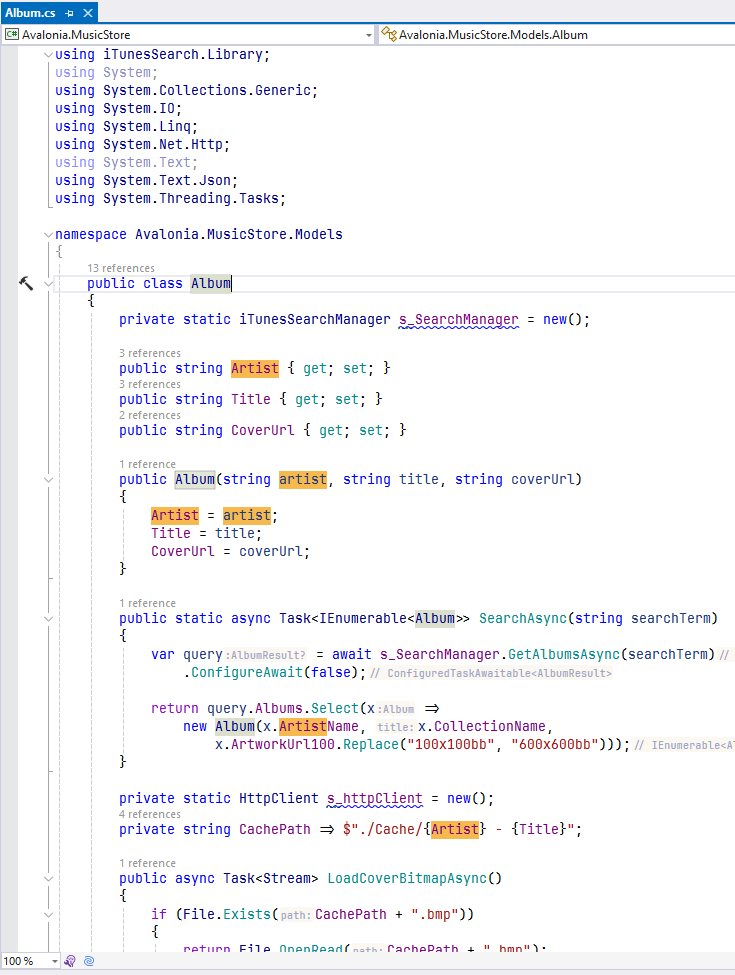 Album.cs
C# Avalonia.MusicStore
Avalonia.MusicStore.Models.Album
using iTunesSearch.Library;
using System;
using System.Collections.Generic;
using System.IO;
using System.Linq;
using System.Net.Http;
using System.Text;
using System.Text.Json;
using System.Threading.Tasks;
namespace Avalonia.MusicStore.Models
{
13 references
public class Album
{
private static iTunesSearchManager s_SearchManager = new();
3 references
public string Artist { get; set; }
3 references
public string Title { get; set; }
2 references
public string CoverUrl { get; set; }
1 reference
public Album(string artist, string title, string coverUrl)
{
Artist = artist;
Title = title;
CoverUrl = coverUrl;
}
1 reference
public static async Task<IEnumerable<Album>> SearchAsync(string searchTerm)
{
var query:AlbumResult? = await s_SearchManager.GetAlbumsAsync(searchTerm) //
.ConfigureAwait(false); // ConfiguredTaskAwaitable<AlbumResult>
return query.Albums.Select(x:Album =>
new Album(x.ArtistName, title:x.CollectionName,
x.ArtworkUrl100.Replace("100x100bb", "600x600bb"))); // IEnumerable<Al
}
private static HttpClient s_httpClient = new();
4 references
private string CachePath => $"./Cache/{Artist} - {Title}";
1 reference
public async Task<Stream> LoadCoverBitmapAsync()
{
if (File.Exists(path:CachePath + ".bmp"))
{
return File.OpenRead(path:CachePath + ".bmp");
100 %